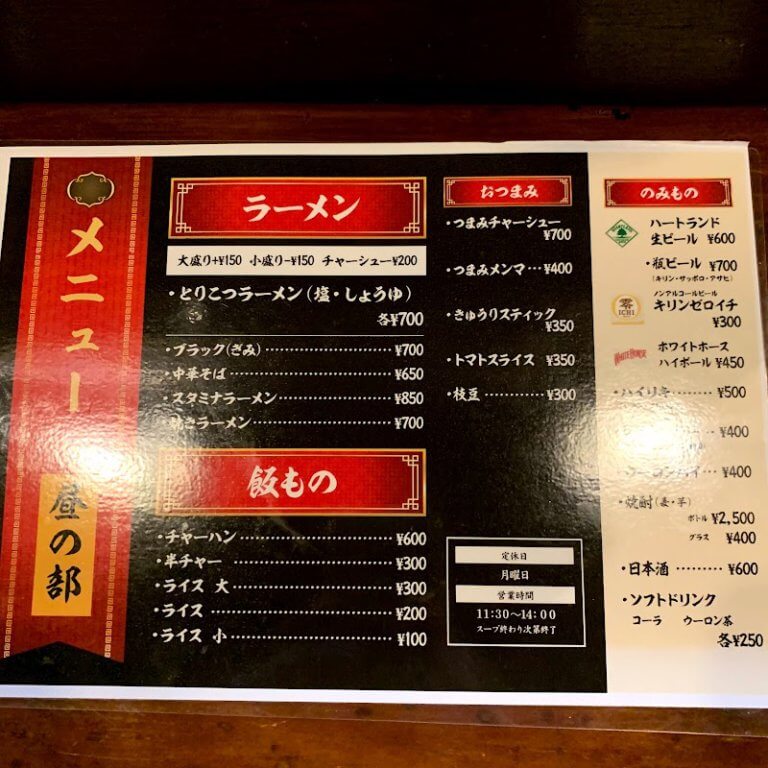 メニュー
昼の部
ラーメン
大盛り+¥150 小盛り-¥150 チャーシュー¥200
・とりこつラーメン(塩・しょうゆ)
各¥700
・ブラック(ぎみ)……………………¥700
・中華そば……………………¥650
・スタミナラーメン………………¥850
ラーメン………………¥700
飯もの
・チャーハン……………………¥600
・半チャー……………………¥300
・ライス 大……………………¥300
・ライス……………………¥200
・ライス 小……………………¥100
おつまみ
・つまみチャーシュー
¥700
・つまみメンマ…¥400
・きゅうりスティック
¥350
・トマトスライス ¥350
・枝豆…………¥300
定休日
月曜日
営業時間
11:30〜14:00
スープ終わり次第終了
のみもの
ハートランド
生ビール ¥600
・瓶ビール ¥700
(キリン・サッポロ・アサヒ)
零
ICHI
ノンアルコールビール
キリンゼロイチ
¥300
WHITE HORSE
ホワイトホース
ハイボール ¥450
・ハイリキ………¥500
¥400
¥400
・焼酎(麦・芋)
ボトル ¥2,500
グラス ¥400
・日本酒………¥600
・ソフトドリンク
コーラ ウーロン茶
各¥250